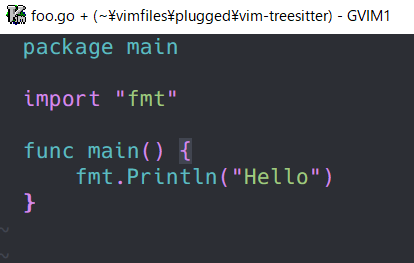 foo.go + (~¥vimfiles¥plugged¥vim-treesitter) - GVIM1
package main
import "fmt"
func main() {
    fmt.Println("Hello")
}
~
~